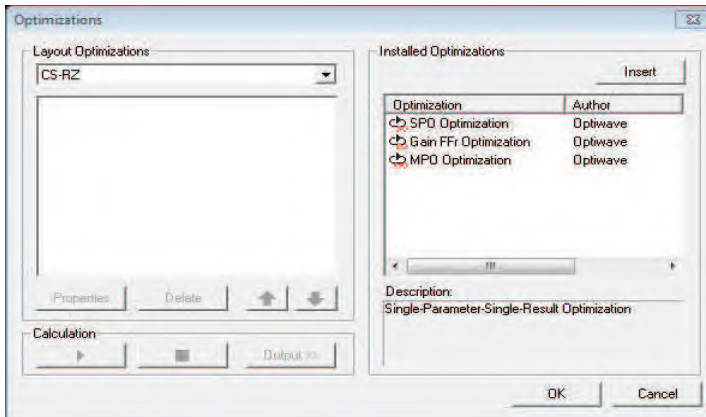 Optimizations
Layout Optimizations
CS-RZ
Properties
Delete
Calculation
Output >>
Installed Optimizations
Insert
Optimization Author
SPO Optimization Optiwave
Gain FFr Optimization Optiwave
MPO Optimization Optiwave
Description:
Single-Parameter-Single-Result Optimization
OK
Cancel